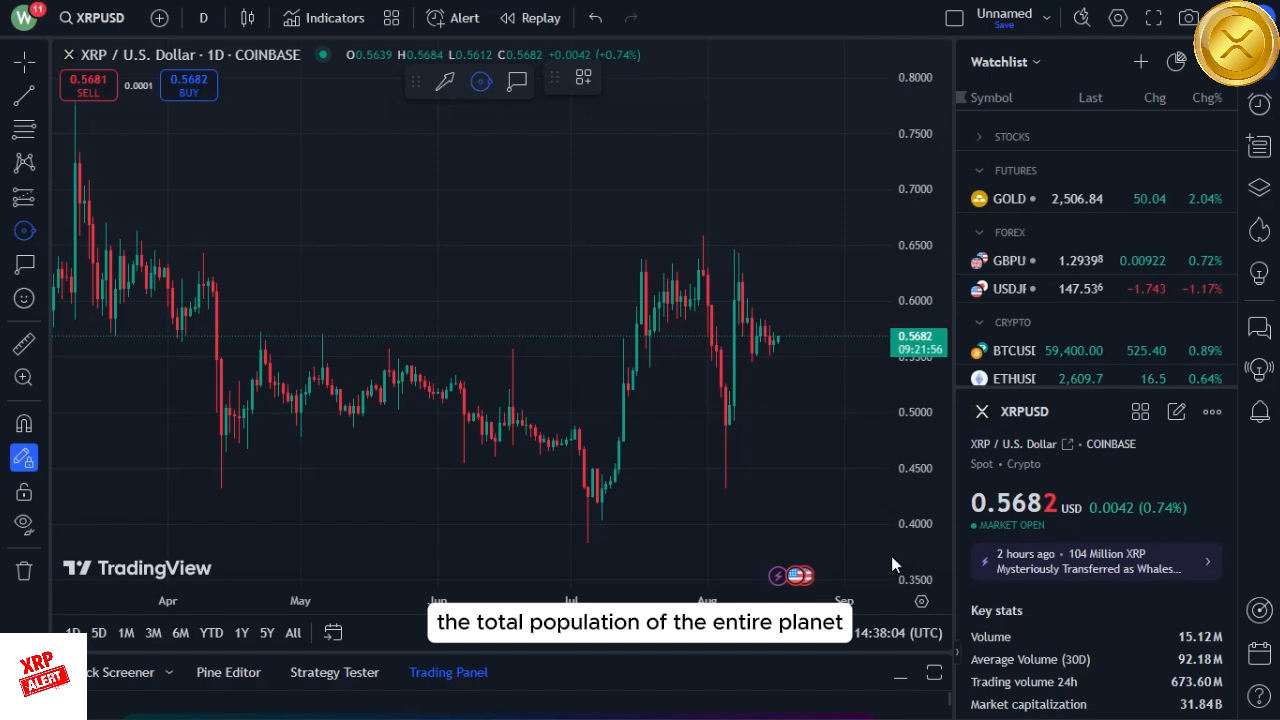 W 11 XRPUSD D Indicators Alert Replay Unnamed
Save
XRP / U.S. Dollar · 1D · COINBASE O0.5639 H0.5684 L0.5612 C0.5682 +0.0042 (+0.74%)
0.5681
SELL
0.0001
0.5682
BUY
0.8000
0.7500
0.7000
0.6500
0.6000
0.5682
09:21:56
0.5500
0.5000
0.4500
0.4000
0.3500
TradingView
Apr May Jun Jul Aug Sep
the total population of the entire planet
1D 5D 1M 3M 6M YTD 1Y 5Y All 14:38:04 (UTC)
XRP
ALERT
ck Screener Pine Editor Strategy Tester Trading Panel
Watchlist
Symbol Last Chg Chg%
STOCKS
FUTURES
GOLD 2,506.84 50.04 2.04%
FOREX
GBPU 1.29398 0.00922 0.72%
USDJF 147.536 −1.743 −1.17%
CRYPTO
BTCUSD 59,400.00 525.40 0.89%
ETHUSD 2,609.7 16.5 0.64%
XRPUSD
XRP / U.S. Dollar • COINBASE
Spot • Crypto
0.5682 USD 0.0042 (0.74%)
MARKET OPEN
2 hours ago • 104 Million XRP
Mysteriously Transferred as Whales...
Key stats
Volume 15.12M
Average Volume (30D) 92.18M
Trading volume 24h 673.60M
Market capitalization 31.84B